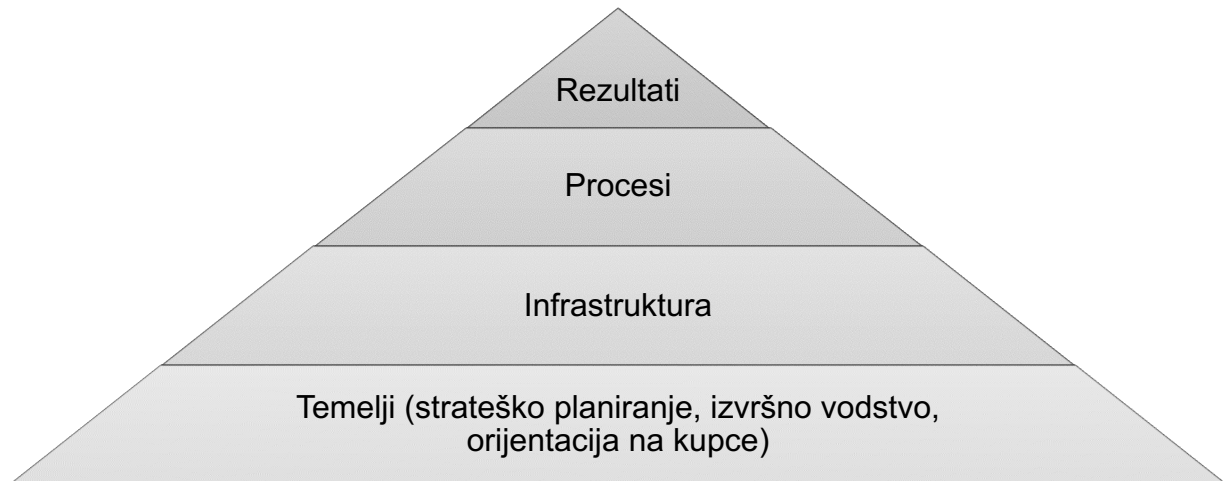 Rezultati
Procesi
Infrastruktura
Temelji (strateško planiranje, izvršno vodstvo,
orijentacija na kupce)